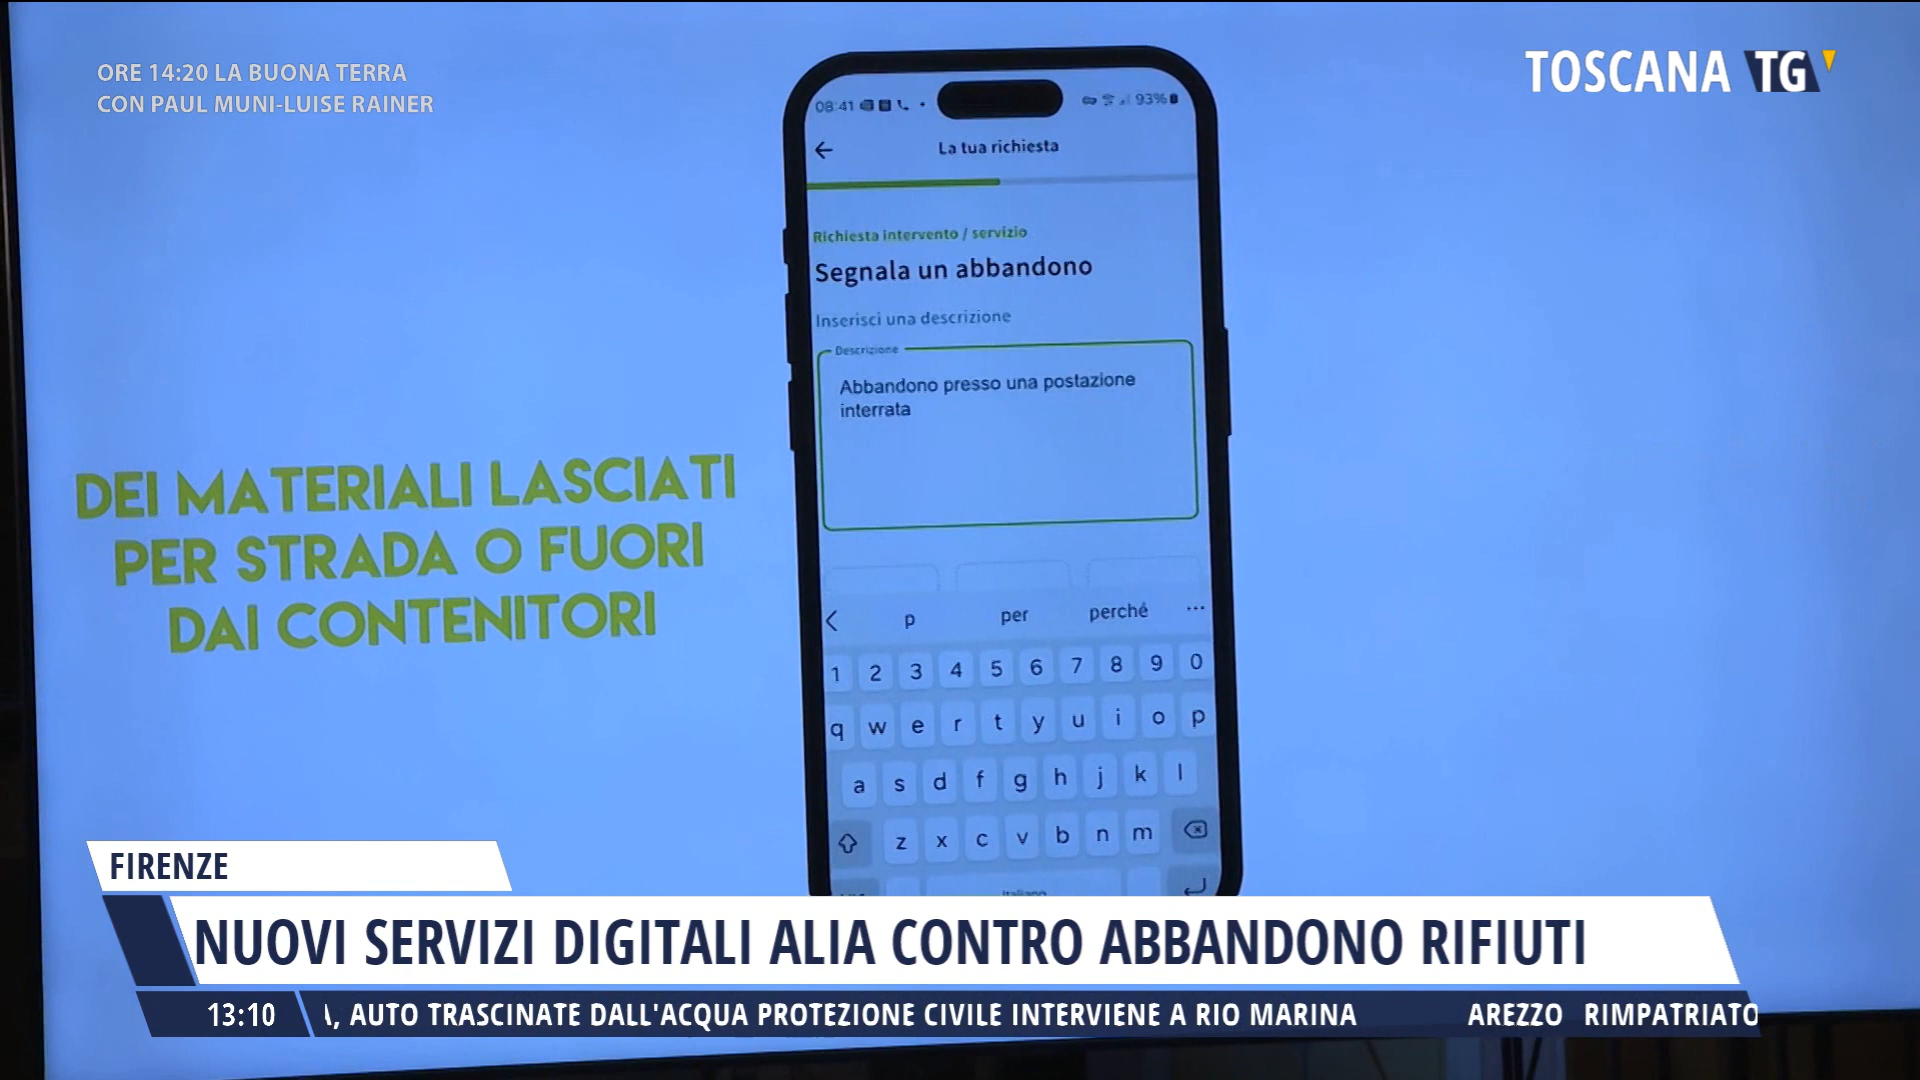 ORE 14:20 LA BUONA TERRA
CON PAUL MUNI-LUISE RAINER
TOSCANA TG
08:41
93%
La tua richiesta
Richiesta intervento / servizio
Segnala un abbandono
Inserisci una descrizione
Descrizione
Abbandono presso una postazione
interrata
DEI MATERIALI LASCIATI
PER STRADA O FUORI
DAI CONTENITORI
p per perché ...
1 2 3 4 5 6 7 8 9 0
q w e r t y u i o p
a s d f g h j k l
z x c v b n m
Italiano
FIRENZE
NUOVI SERVIZI DIGITALI ALIA CONTRO ABBANDONO RIFIUTI
13:10
, AUTO TRASCINATE DALL'ACQUA PROTEZIONE CIVILE INTERVIENE A RIO MARINA AREZZO RIMPATRIATO